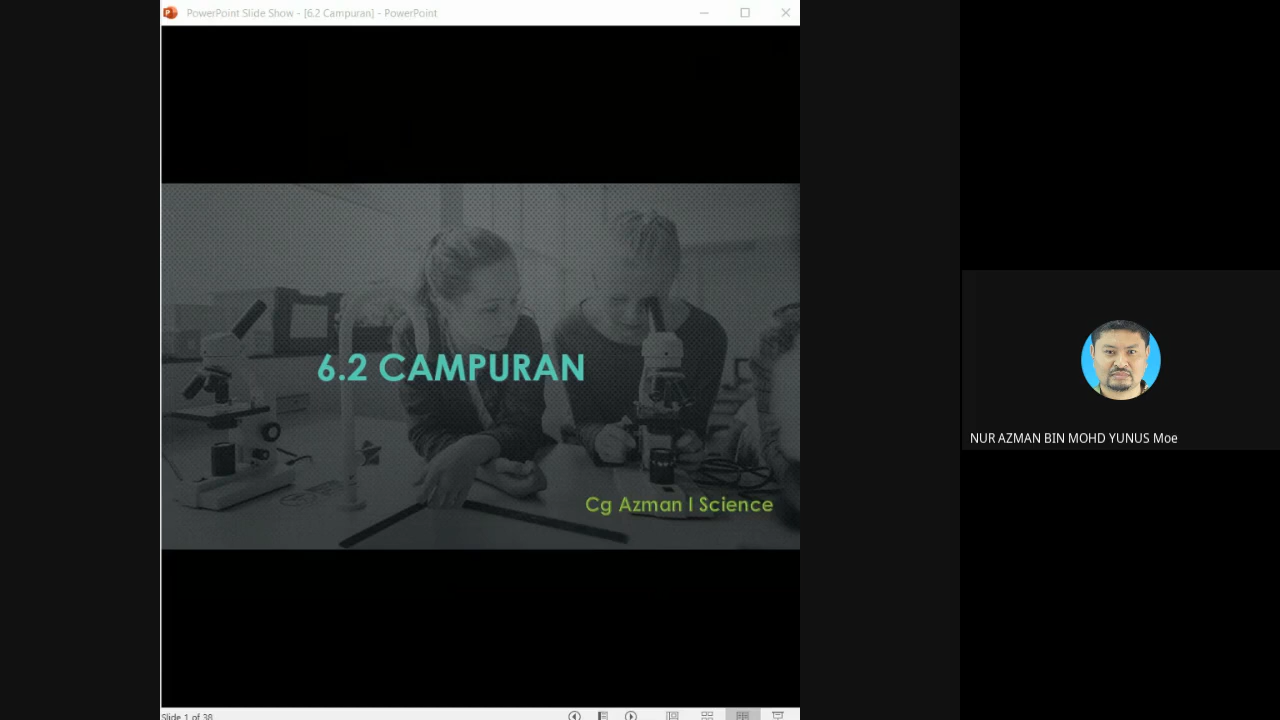 PowerPoint Slide Show - [6.2 Campuran] - PowerPoint
6.2 CAMPURAN
Cg Azman I Science
NUR AZMAN BIN MOHD YUNUS Moe
Slide 1 of 38